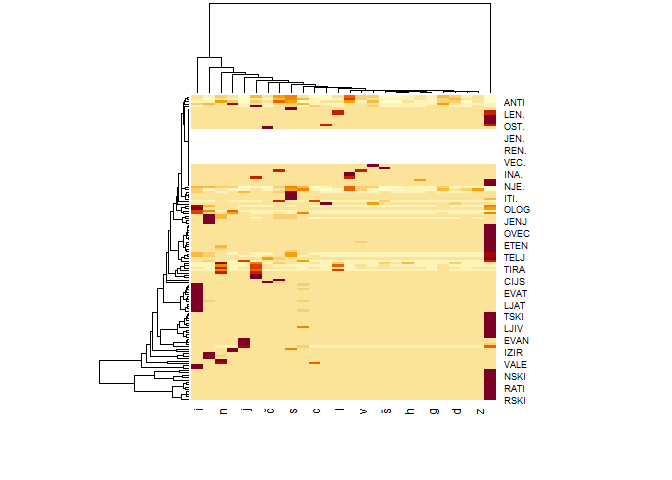 ANTI
LEN.
OST.
JEN.
REN.
VEC.
INA.
NJE.
ITI.
OLOG
JENJ
OVEC
ETEN
TELJ
TIRA
CIJS
EVAT
LJAT
TSKI
LJIV
EVAN
IZIR
VALE
NSKI
RATI
RSKI
i n j c s c l v s h g d z